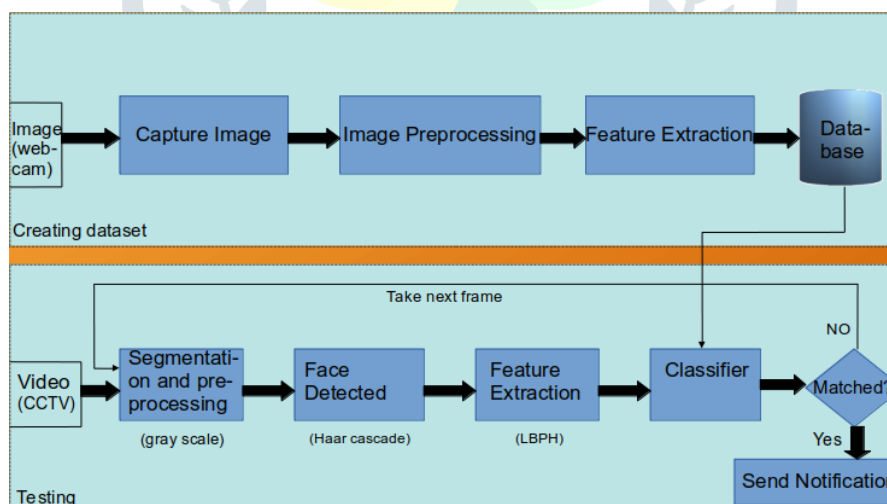 Image
(web-
cam)
Capture Image
Image Preprocessing
Feature Extraction
Data-
base
Creating dataset
Take next frame
NO
Video
(CCTV)
Segmentati-
on and pre-
processing
(gray scale)
Face
Detected
(Haar cascade)
Feature
Extraction
(LBPH)
Classifier
Matched?
Yes
Send Notification
Testing